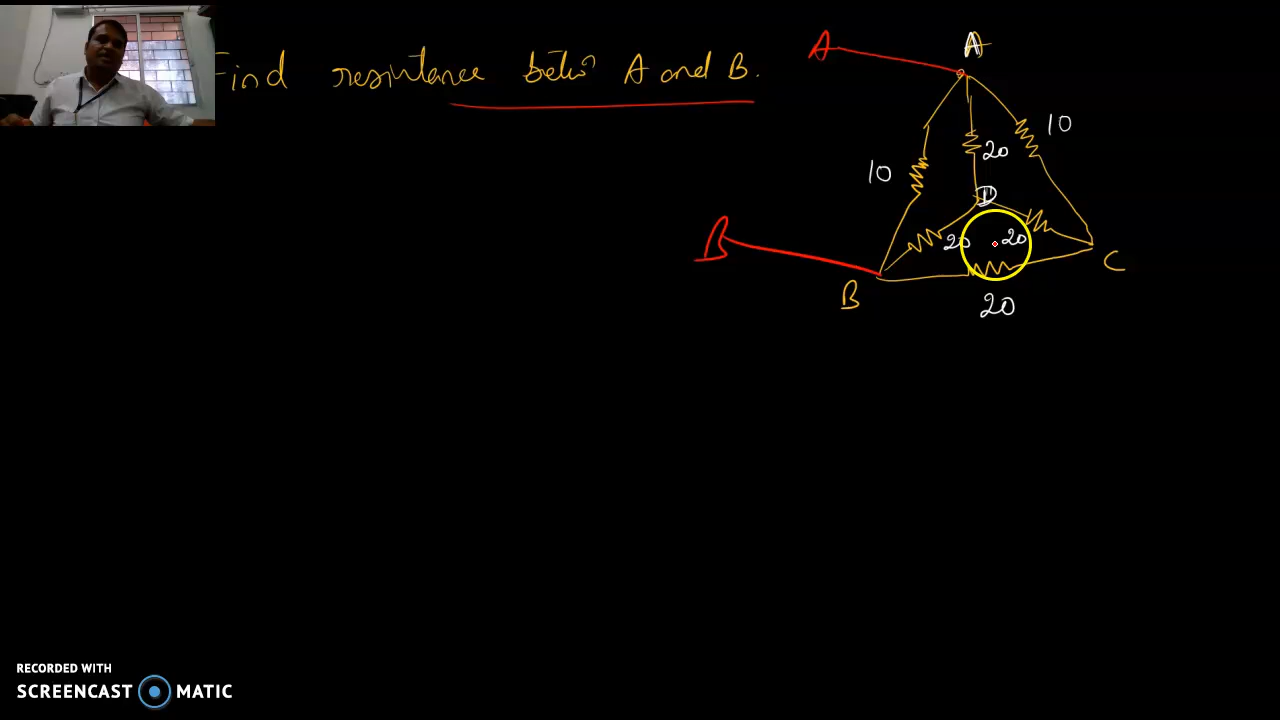 Find resistance betw A and B.
A
A
10
20
10
D
B
20
20
C
B
20
RECORDED WITH
SCREENCAST MATIC